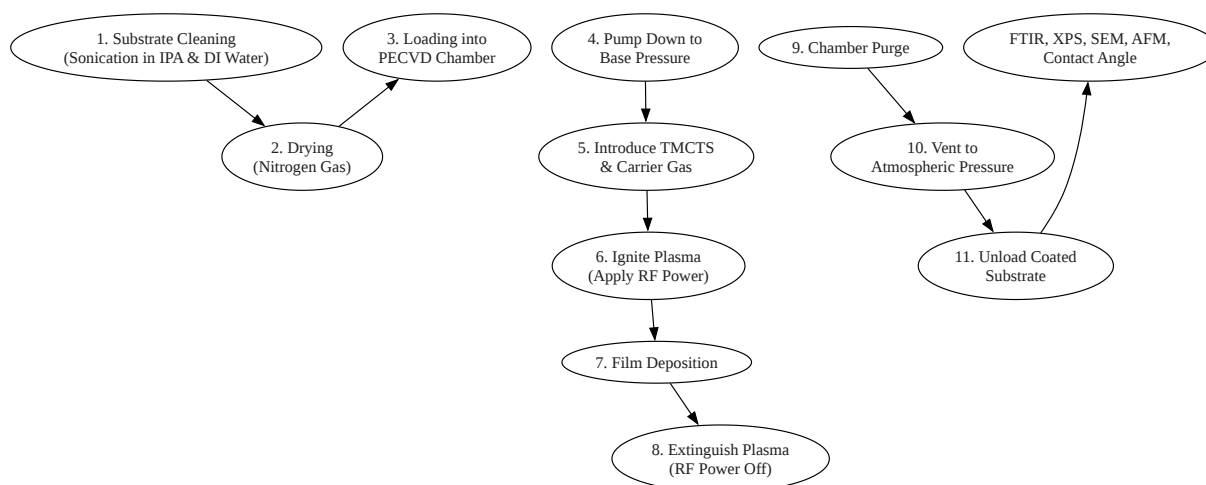 1. Substrate Cleaning
(Sonication in IPA & DI Water)
2. Drying
(Nitrogen Gas)
3. Loading into
PECVD Chamber
4. Pump Down to
Base Pressure
5. Introduce TMCTS
& Carrier Gas
6. Ignite Plasma
(Apply RF Power)
7. Film Deposition
8. Extinguish Plasma
(RF Power Off)
9. Chamber Purge
10. Vent to
Atmospheric Pressure
11. Unload Coated
Substrate
FTIR, XPS, SEM, AFM,
Contact Angle